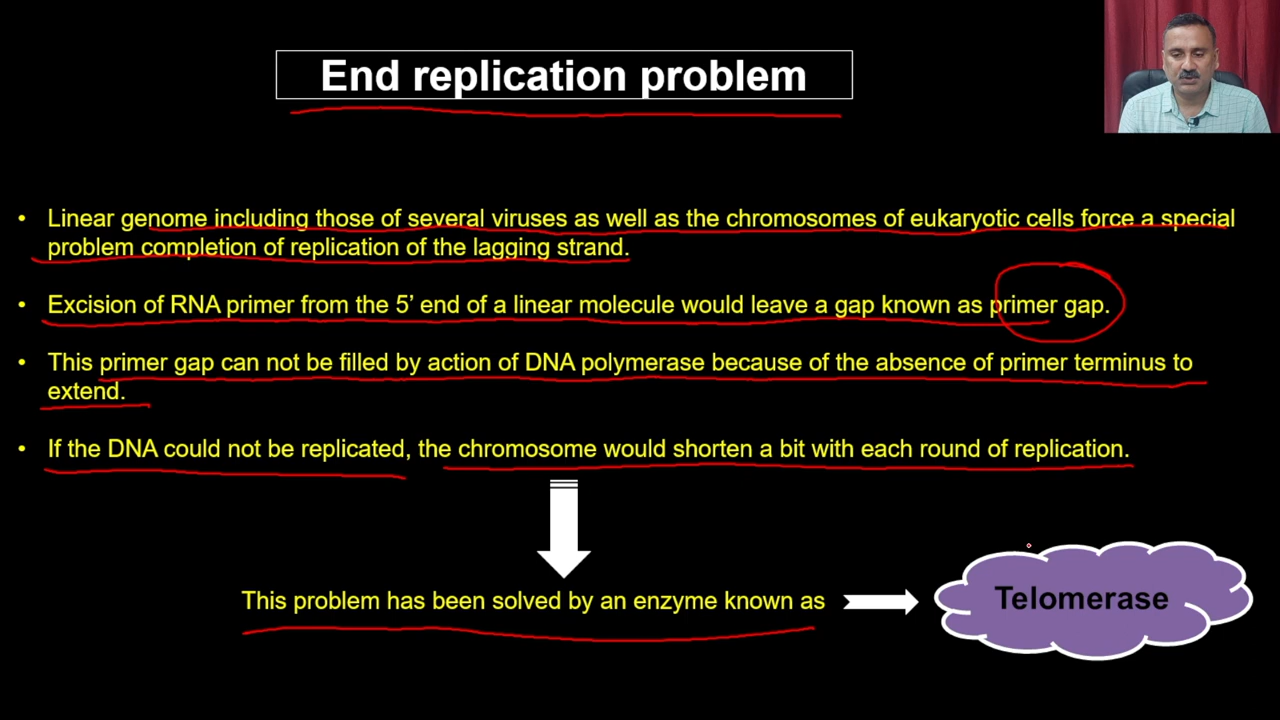 End replication problem
• Linear genome including those of several viruses as well as the chromosomes of eukaryotic cells force a special
problem completion of replication of the lagging strand.
• Excision of RNA primer from the 5’ end of a linear molecule would leave a gap known as primer gap.
• This primer gap can not be filled by action of DNA polymerase because of the absence of primer terminus to
extend.
• If the DNA could not be replicated, the chromosome would shorten a bit with each round of replication.
This problem has been solved by an enzyme known as
Telomerase